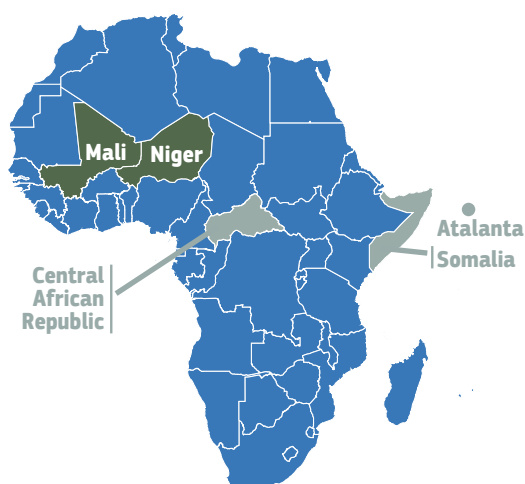 Mali
Niger
Atalanta
Somalia
Central
African
Republic